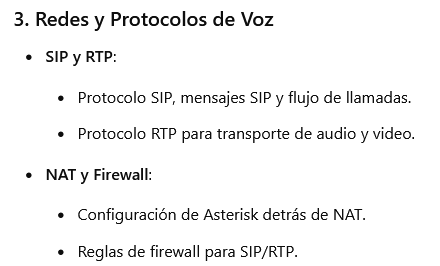 3. Redes y Protocolos de Voz
• SIP y RTP:
• Protocolo SIP, mensajes SIP y flujo de llamadas.
• Protocolo RTP para transporte de audio y video.
• NAT y Firewall:
• Configuración de Asterisk detrás de NAT.
• Reglas de firewall para SIP/RTP.